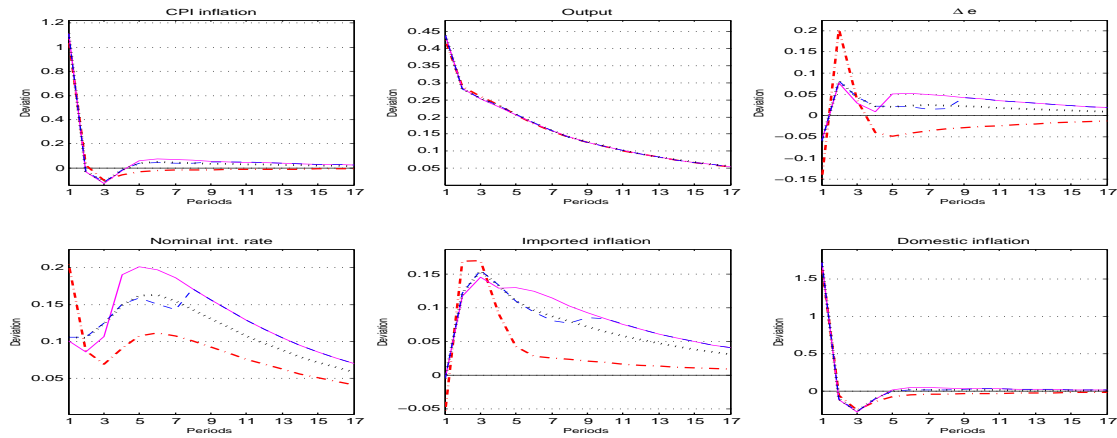 CPI inflation
Deviation
1.2
1
0.8
0.6
0.4
0.2
0
1 3 5 7 9 11 13 15 17
Periods
Output
Deviation
0.45
0.4
0.35
0.3
0.25
0.2
0.15
0.1
0.05
1 3 5 7 9 11 13 15 17
Periods
Δ e
Deviation
0.2
0.15
0.1
0.05
0
−0.05
−0.1
−0.15
1 3 5 7 9 11 13 15 17
Periods
Nominal int. rate
Deviation
0.2
0.15
0.1
0.05
1 3 5 7 9 11 13 15 17
Periods
Imported inflation
Deviation
0.15
0.1
0.05
0
−0.05
1 3 5 7 9 11 13 15 17
Periods
Domestic inflation
Deviation
1.5
1
0.5
0
1 3 5 7 9 11 13 15 17
Periods